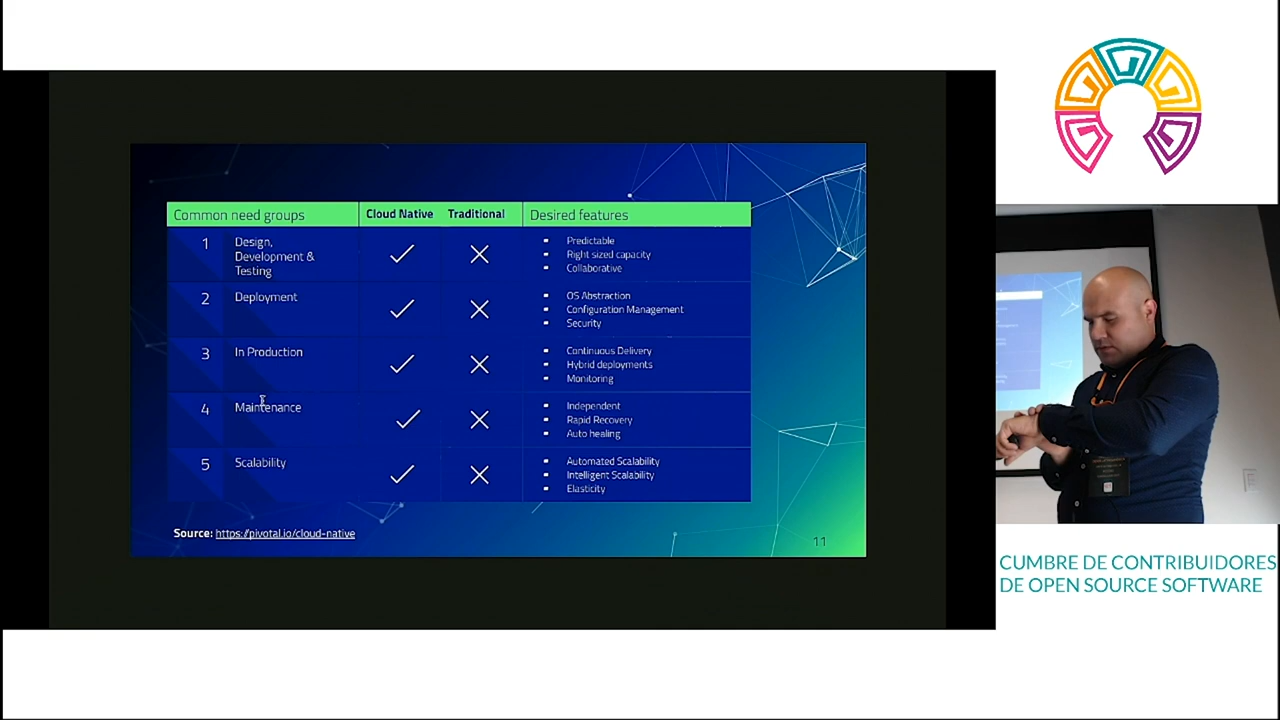 Common need groups Cloud Native Traditional Desired features
1 Design, Development & Testing
Predictable
Right sized capacity
Collaborative
2 Deployment
OS Abstraction
Configuration Management
Security
3 In Production
Continuous Delivery
Hybrid deployments
Monitoring
4 Maintenance
Independent
Rapid Recovery
Auto healing
5 Scalability
Automated Scalability
Intelligent Scalability
Elasticity
Source: https://pivotal.io/cloud-native
11
CUMBRE DE CONTRIBUIDORES
DE OPEN SOURCE SOFTWARE